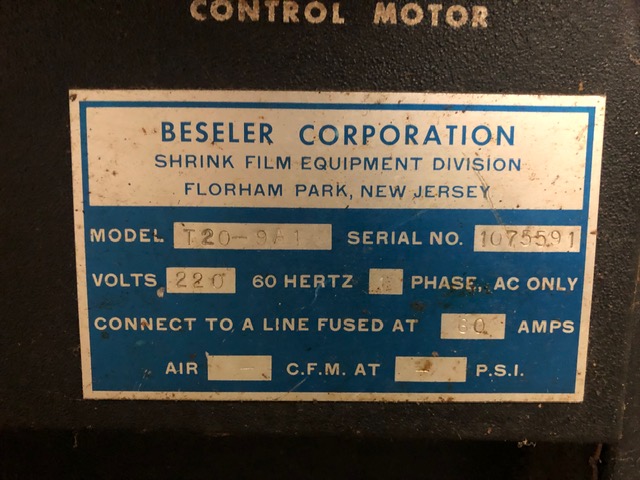 CONTROL MOTOR
BESELER CORPORATION
SHRINK FILM EQUIPMENT DIVISION
FLORHAM PARK, NEW JERSEY
MODEL T20-9A1 SERIAL NO. 1075591
VOLTS 220 60 HERTZ PHASE, AC ONLY
CONNECT TO A LINE FUSED AT AMPS
AIR - C.F.M. AT - P.S.I.